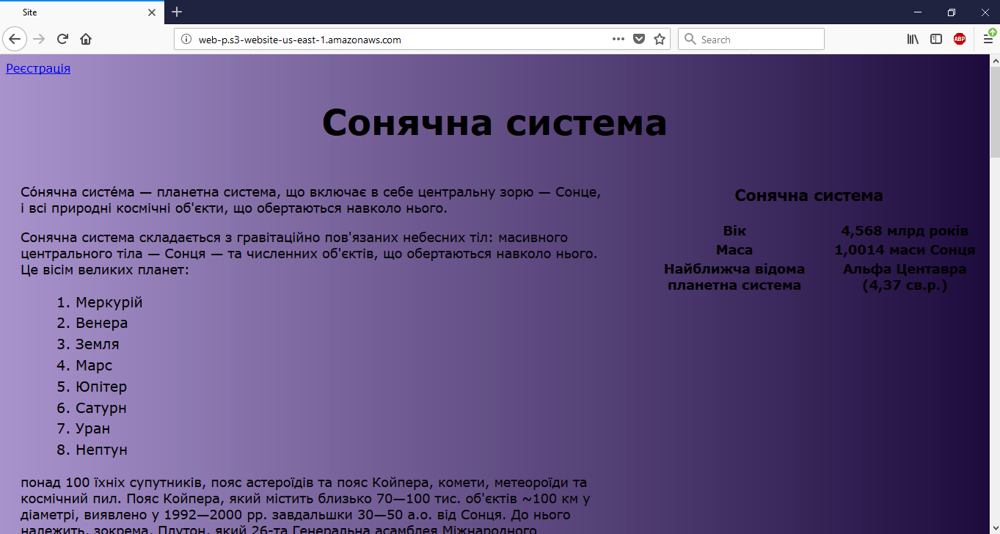 Site
web-p.s3-website-us-east-1.amazonaws.com
Search
ABP
Реєстрація
Сонячна система
Со́нячна систе́ма — планетна система, що включає в себе центральну зорю — Сонце,
і всі природні космічні об'єкти, що обертаються навколо нього.
Сонячна система складається з гравітаційно пов'язаних небесних тіл: масивного
центрального тіла — Сонця — та численних об'єктів, що обертаються навколо нього.
Це вісім великих планет:
1. Меркурій
2. Венера
3. Земля
4. Марс
5. Юпітер
6. Сатурн
7. Уран
8. Нептун
понад 100 їхніх супутників, пояс астероїдів та пояс Койпера, комети, метеороїди та
космічний пил. Пояс Койпера, який містить близько 70—100 тис. об'єктів ~100 км у
діаметрі, виявлено у 1992—2000 рр. завдальшки 30—50 а.о. від Сонця. До нього
належить, зокрема, Плутон, який 26-та Генеральна асамблея Міжнародного
Сонячна система
Вік 4,568 млрд років
Маса 1,0014 маси Сонця
Найближча відома Альфа Центавра
планетна система (4,37 св.р.)